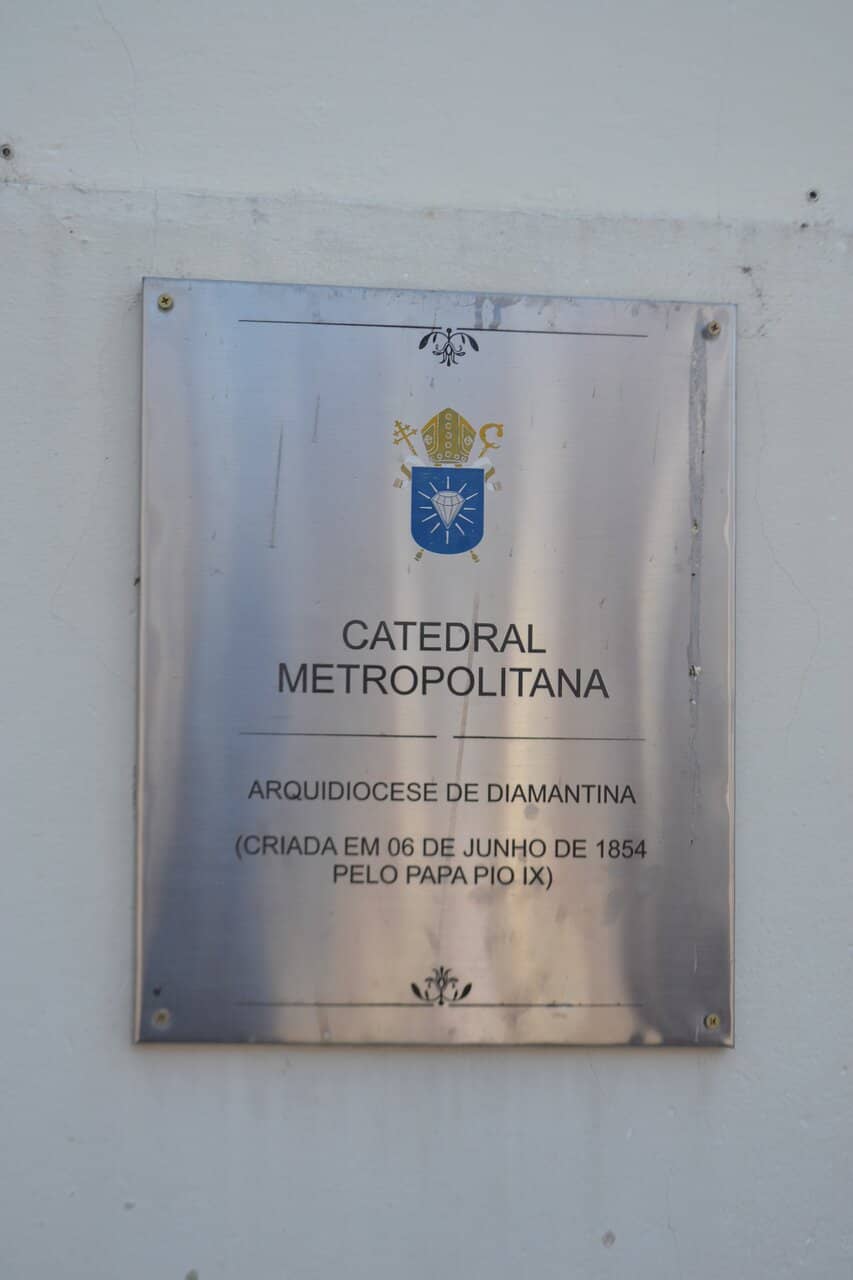 CATEDRAL
METROPOLITANA
ARQUIDIOCESE DE DIAMANTINA
(CRIADA EM 06 DE JUNHO DE 1854
PELO PAPA PIO IX)